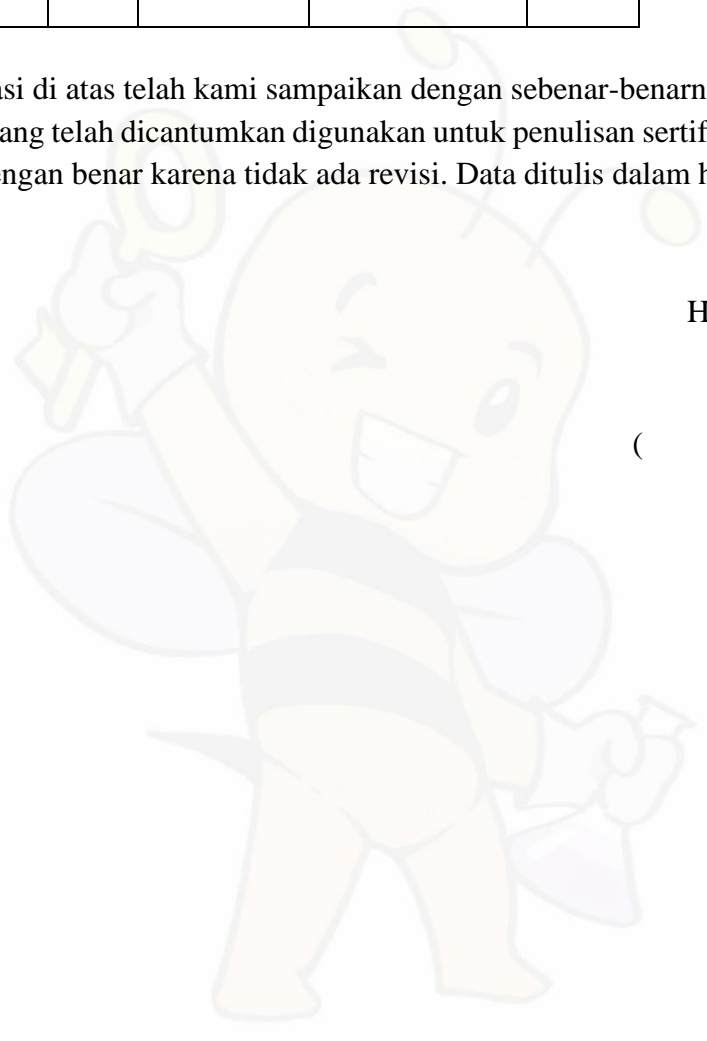 asi di atas telah kami sampaikan dengan sebenar-benarn
ang telah dicantumkan digunakan untuk penulisan sertif
engan benar karena tidak ada revisi. Data ditulis dalam h
H
(